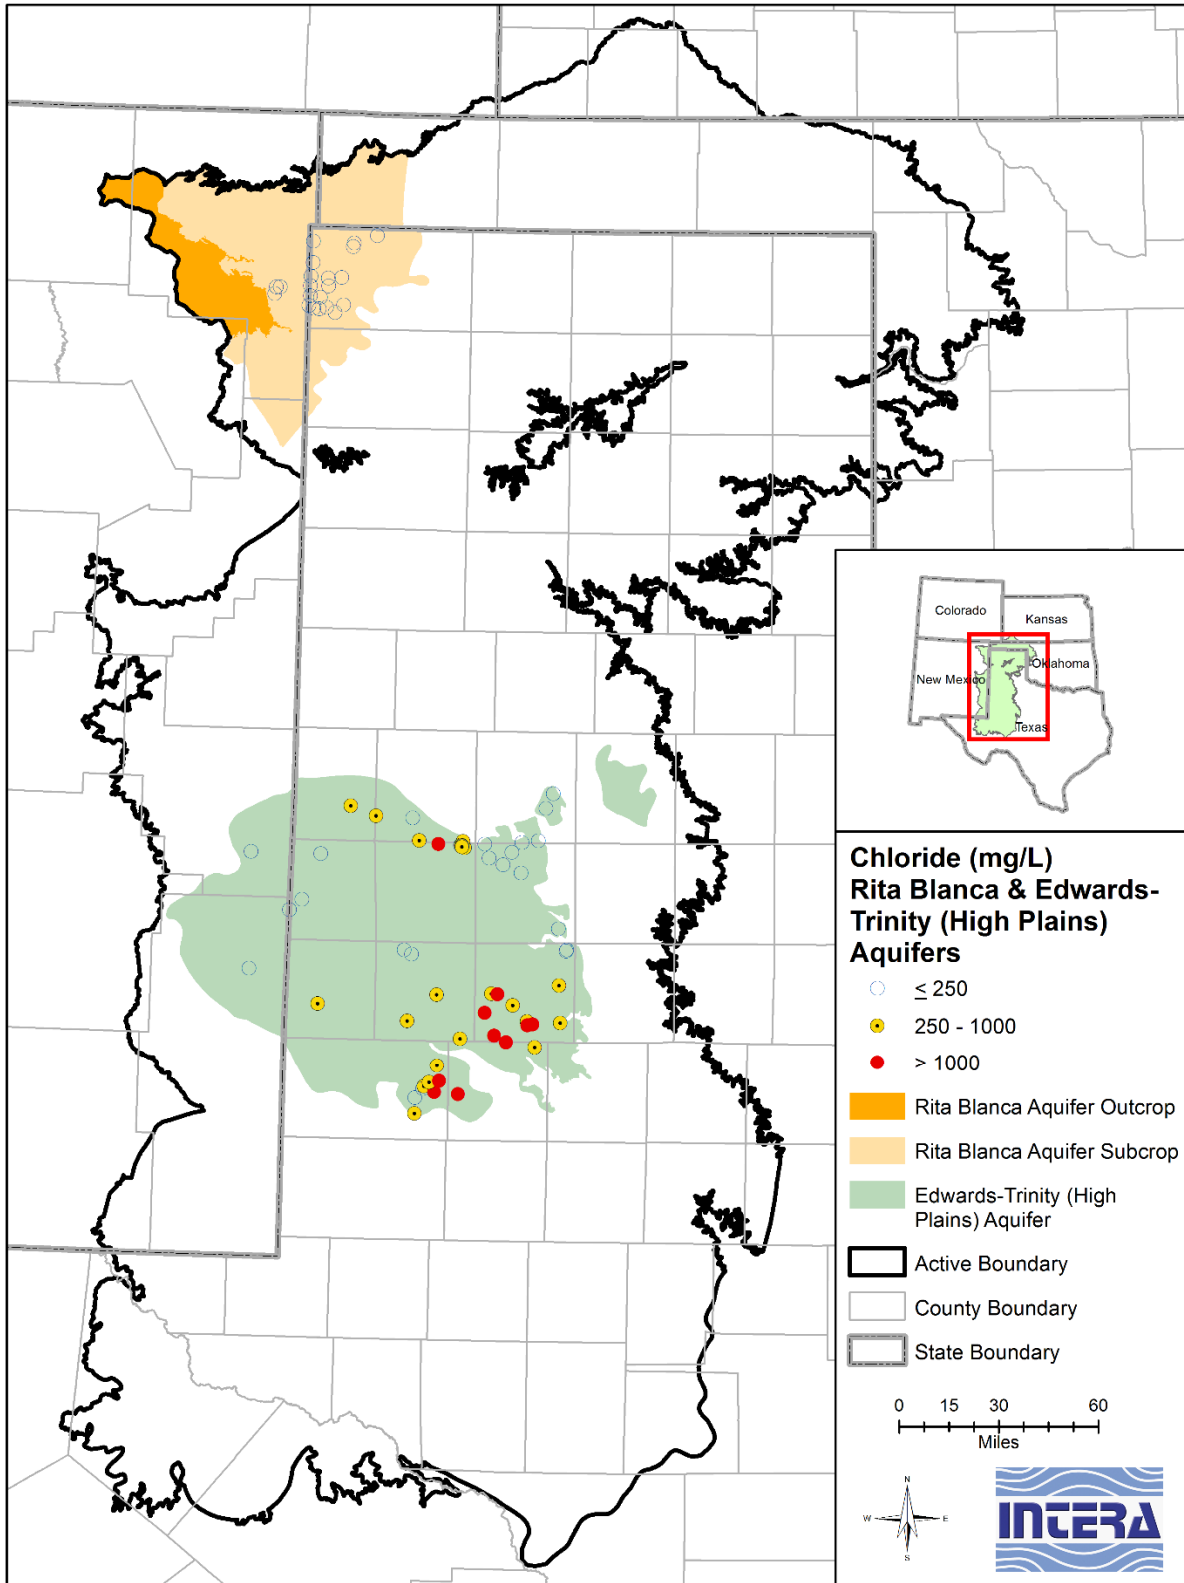 Colorado
Kansas
New Mexico
Oklahoma
Texas
Chloride (mg/L)
Rita Blanca & Edwards-
Trinity (High Plains)
Aquifers
≤ 250
250 - 1000
> 1000
Rita Blanca Aquifer Outcrop
Rita Blanca Aquifer Subcrop
Edwards-Trinity (High
Plains) Aquifer
Active Boundary
County Boundary
State Boundary
0 15 30 60
Miles
N
W E
S
INTERA